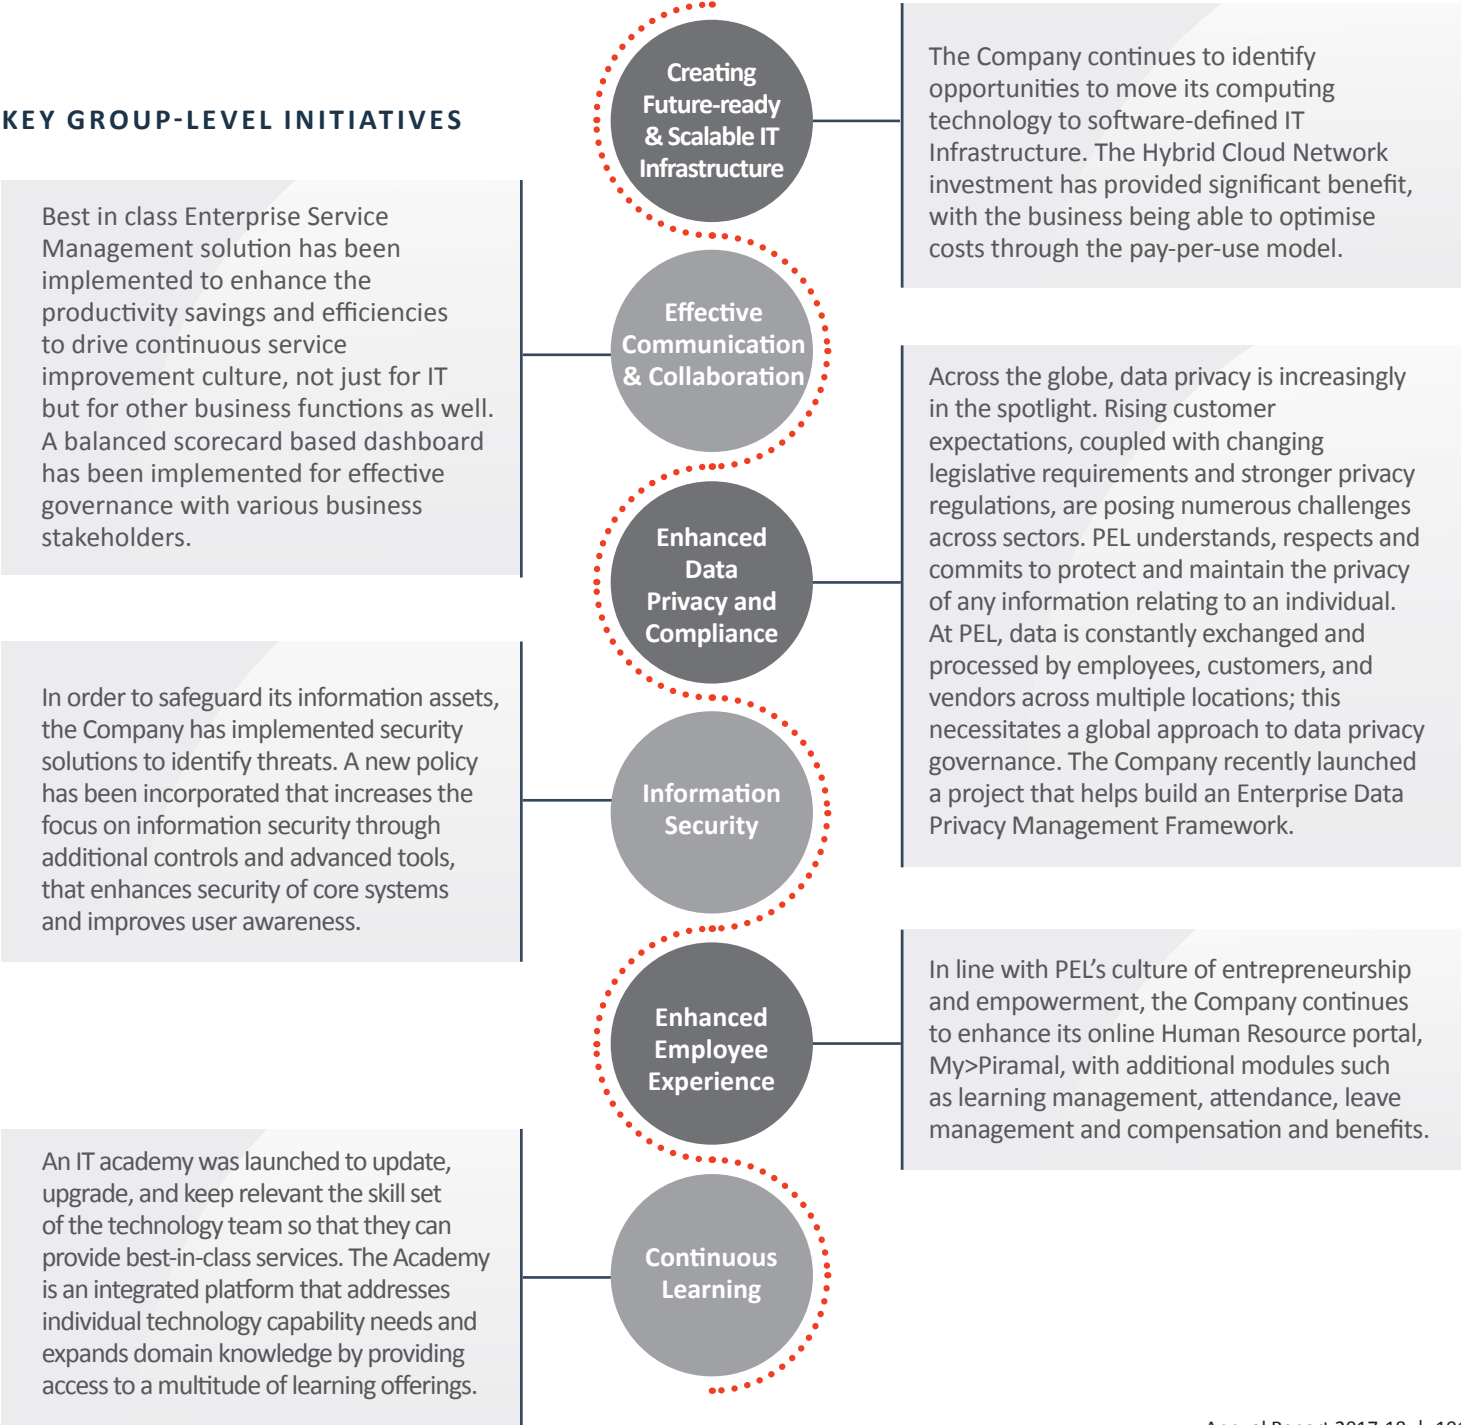 KEY GROUP-LEVEL INITIATIVES
Creating
Future-ready
& Scalable IT
Infrastructure
The Company continues to identify
opportunities to move its computing
technology to software-defined IT
Infrastructure. The Hybrid Cloud Network
investment has provided significant benefit,
with the business being able to optimise
costs through the pay-per-use model.
Best in class Enterprise Service
Management solution has been
implemented to enhance the
productivity savings and efficiencies
to drive continuous service
improvement culture, not just for IT
but for other business functions as well.
A balanced scorecard based dashboard
has been implemented for effective
governance with various business
stakeholders.
Effective
Communication
& Collaboration
Enhanced
Data
Privacy and
Compliance
Across the globe, data privacy is increasingly
in the spotlight. Rising customer
expectations, coupled with changing
legislative requirements and stronger privacy
regulations, are posing numerous challenges
across sectors. PEL understands, respects and
commits to protect and maintain the privacy
of any information relating to an individual.
At PEL, data is constantly exchanged and
processed by employees, customers, and
vendors across multiple locations; this
necessitates a global approach to data privacy
governance. The Company recently launched
a project that helps build an Enterprise Data
Privacy Management Framework.
In order to safeguard its information assets,
the Company has implemented security
solutions to identify threats. A new policy
has been incorporated that increases the
focus on information security through
additional controls and advanced tools,
that enhances security of core systems
and improves user awareness.
Information
Security
Enhanced
Employee
Experience
In line with PEL’s culture of entrepreneurship
and empowerment, the Company continues
to enhance its online Human Resource portal,
My>Piramal, with additional modules such
as learning management, attendance, leave
management and compensation and benefits.
An IT academy was launched to update,
upgrade, and keep relevant the skill set
of the technology team so that they can
provide best-in-class services. The Academy
is an integrated platform that addresses
individual technology capability needs and
expands domain knowledge by providing
access to a multitude of learning offerings.
Continuous
Learning
Annual Report 2017-18 |